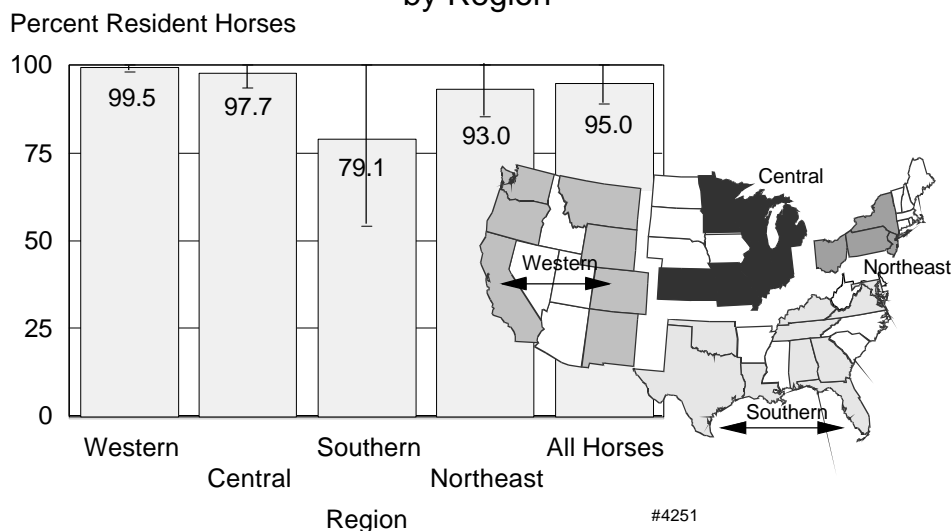 by Region
Percent Resident Horses
100
99.5
97.7
79.1
93.0
95.0
75
50
25
0
Central
Western
Northeast
Southern
Western
Southern
All Horses
Central
Northeast
Region
#4251